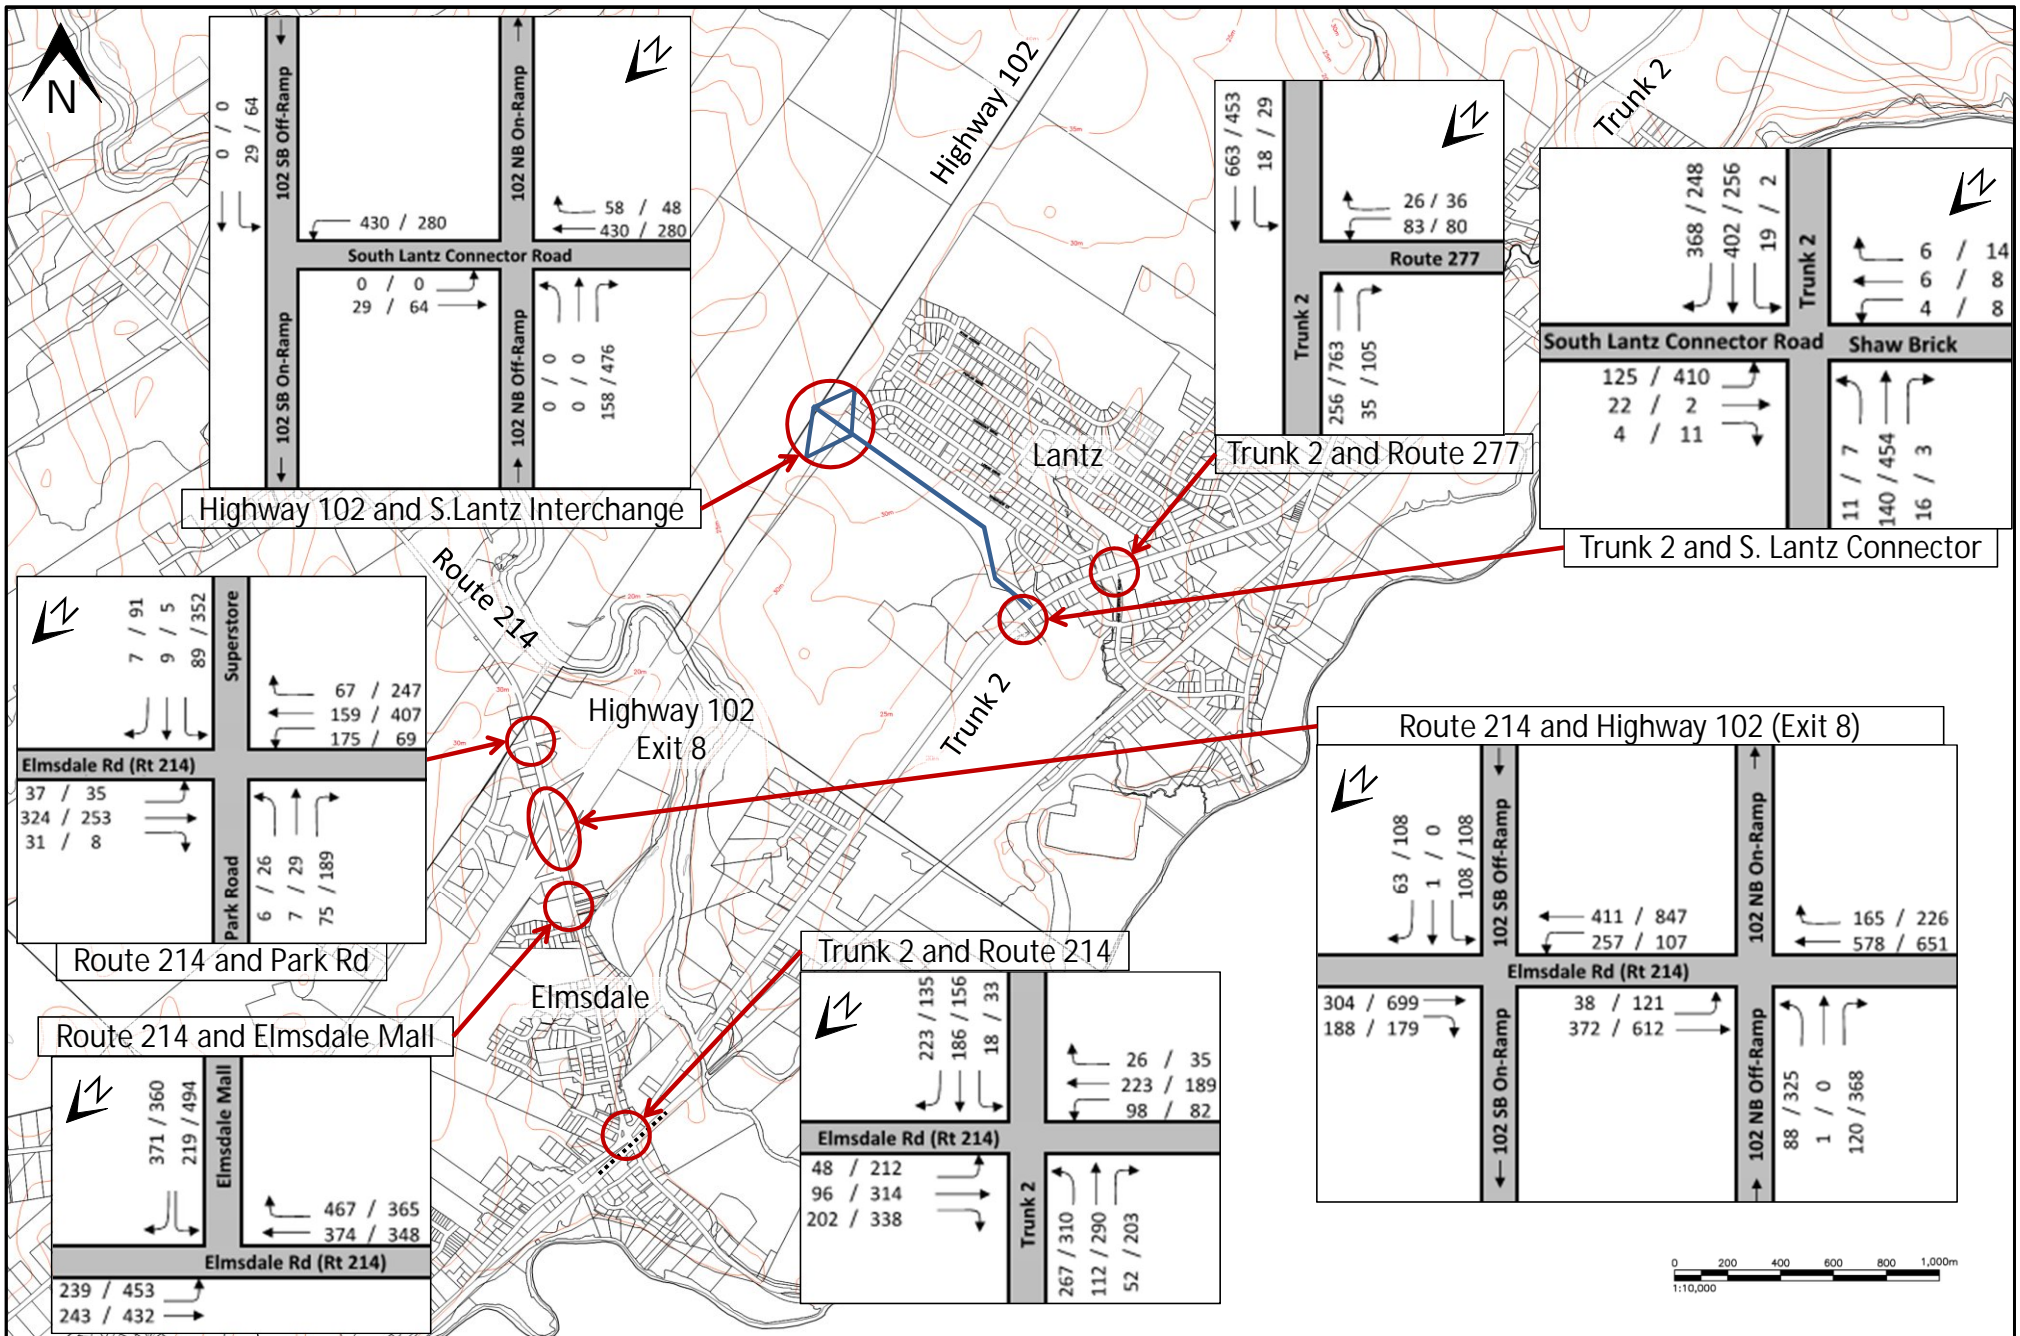 N
Highway 102
Trunk 2
Route 214
Lantz
Highway 102
Exit 8
Trunk 2
Elmsdale
0 / 0
29 / 64
102 SB Off-Ramp
102 NB On-Ramp
N
430 / 280
58 / 48
430 / 280
South Lantz Connector Road
0 / 0
29 / 64
102 SB On-Ramp
102 NB Off-Ramp
0 / 0
0 / 0
158 / 476
Highway 102 and S.Lantz Interchange
663 / 453
18 / 29
N
26 / 36
83 / 80
Route 277
Trunk 2
256 / 763
35 / 105
Trunk 2 and Route 277
368 / 248
402 / 256
19 / 2
Trunk 2
N
6 / 14
6 / 8
4 / 8
South Lantz Connector Road
Shaw Brick
125 / 410
22 / 2
4 / 11
11 / 7
140 / 454
16 / 3
Trunk 2 and S. Lantz Connector
N
7 / 91
9 / 5
89 / 352
Superstore
67 / 247
159 / 407
175 / 69
Elmsdale Rd (Rt 214)
37 / 35
324 / 253
31 / 8
Park Road
6 / 26
7 / 29
75 / 189
Route 214 and Park Rd
Route 214 and Highway 102 (Exit 8)
N
63 / 108
1 / 0
108 / 108
102 SB Off-Ramp
102 NB On-Ramp
411 / 847
257 / 107
165 / 226
578 / 651
Elmsdale Rd (Rt 214)
304 / 699
188 / 179
38 / 121
372 / 612
102 SB On-Ramp
102 NB Off-Ramp
88 / 325
1 / 0
120 / 368
Route 214 and Elmsdale Mall
N
371 / 360
219 / 494
Elmsdale Mall
467 / 365
374 / 348
Elmsdale Rd (Rt 214)
239 / 453
243 / 432
Trunk 2 and Route 214
N
223 / 135
186 / 156
18 / 33
26 / 35
223 / 189
98 / 82
Elmsdale Rd (Rt 214)
48 / 212
96 / 314
202 / 338
Trunk 2
267 / 310
112 / 290
52 / 203
0 200 400 600 800 1,000m
1:10,000
35m
30m
30m
25m
20m
20m
30m
30m